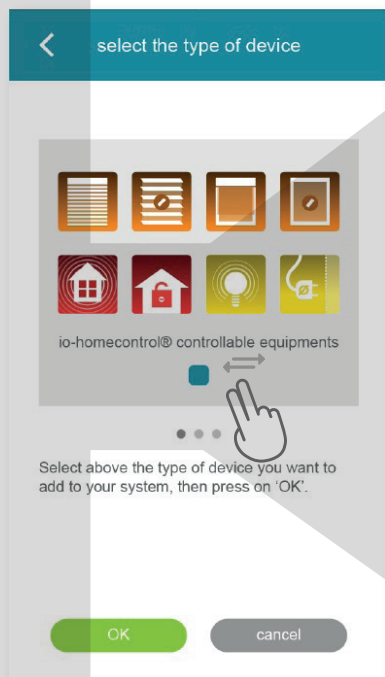 select the type of device
io-homecontrol® controllable equipments
Select above the type of device you want to
add to your system, then press on ‘OK’.
OK
cancel